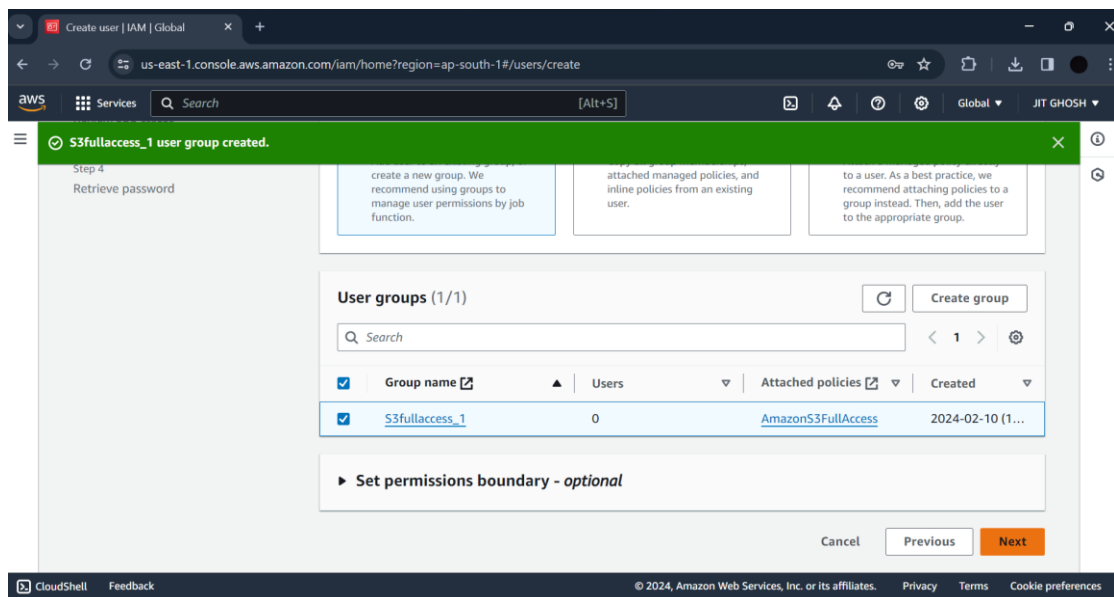 Create user | IAM | Global
us-east-1.console.aws.amazon.com/iam/home?region=ap-south-1#/users/create
aws
Services
Search
[Alt+S]
Global
JIT GHOSH
S3fullaccess_1 user group created.
Step 4
Retrieve password
create a new group. We
recommend using groups to
manage user permissions by job
function.
attached managed policies, and
inline policies from an existing
user.
to a user. As a best practice, we
recommend attaching policies to a
group instead. Then, add the user
to the appropriate group.
User groups (1/1)
Create group
Search
1
Group name
Users
Attached policies
Created
S3fullaccess_1
0
AmazonS3FullAccess
2024-02-10 (1...
Set permissions boundary - optional
Cancel
Previous
Next
CloudShell
Feedback
© 2024, Amazon Web Services, Inc. or its affiliates.
Privacy
Terms
Cookie preferences